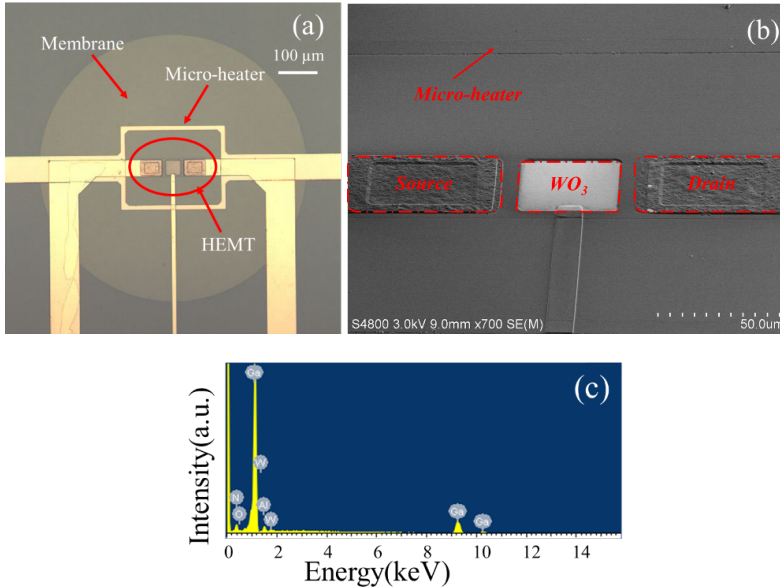 (a)
Membrane
100 µm
Micro-heater
HEMT
(b)
Micro-heater
Source
WO3
Drain
S4800 3.0kV 9.0mm x700 SE(M)
50.0um
(c)
Intensity(a.u.)
Ga
W
N
Al
O
W
Ga
Ga
0 2 4 6 8 10 12 14
Energy(keV)